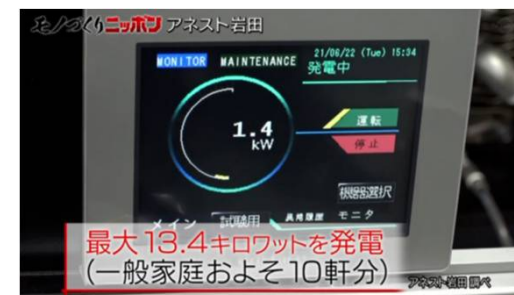 モノづくりニッポン アネスト岩田
MONITOR MAINTENANCE 21/06/22 (Tue) 15:34
発電中
1.4
kW
運転
停止
機器選択
メイン 試験用 異常履歴 モニタ
最大13.4キロワットを発電
(一般家庭およそ10軒分)
アネスト岩田 調べ